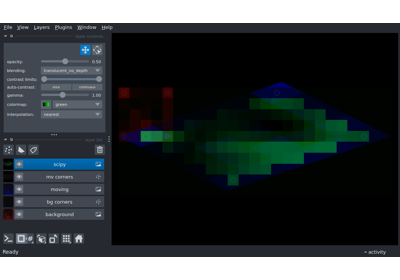 File View Layers Plugins Window Help
opacity: 0.50
blending: translucent_no_depth
contrast limits:
auto-contrast: once continuous
gamma: 1.00
colormap: green
interpolation: nearest
scipy
mv corners
moving
bg corners
background
Ready
activity